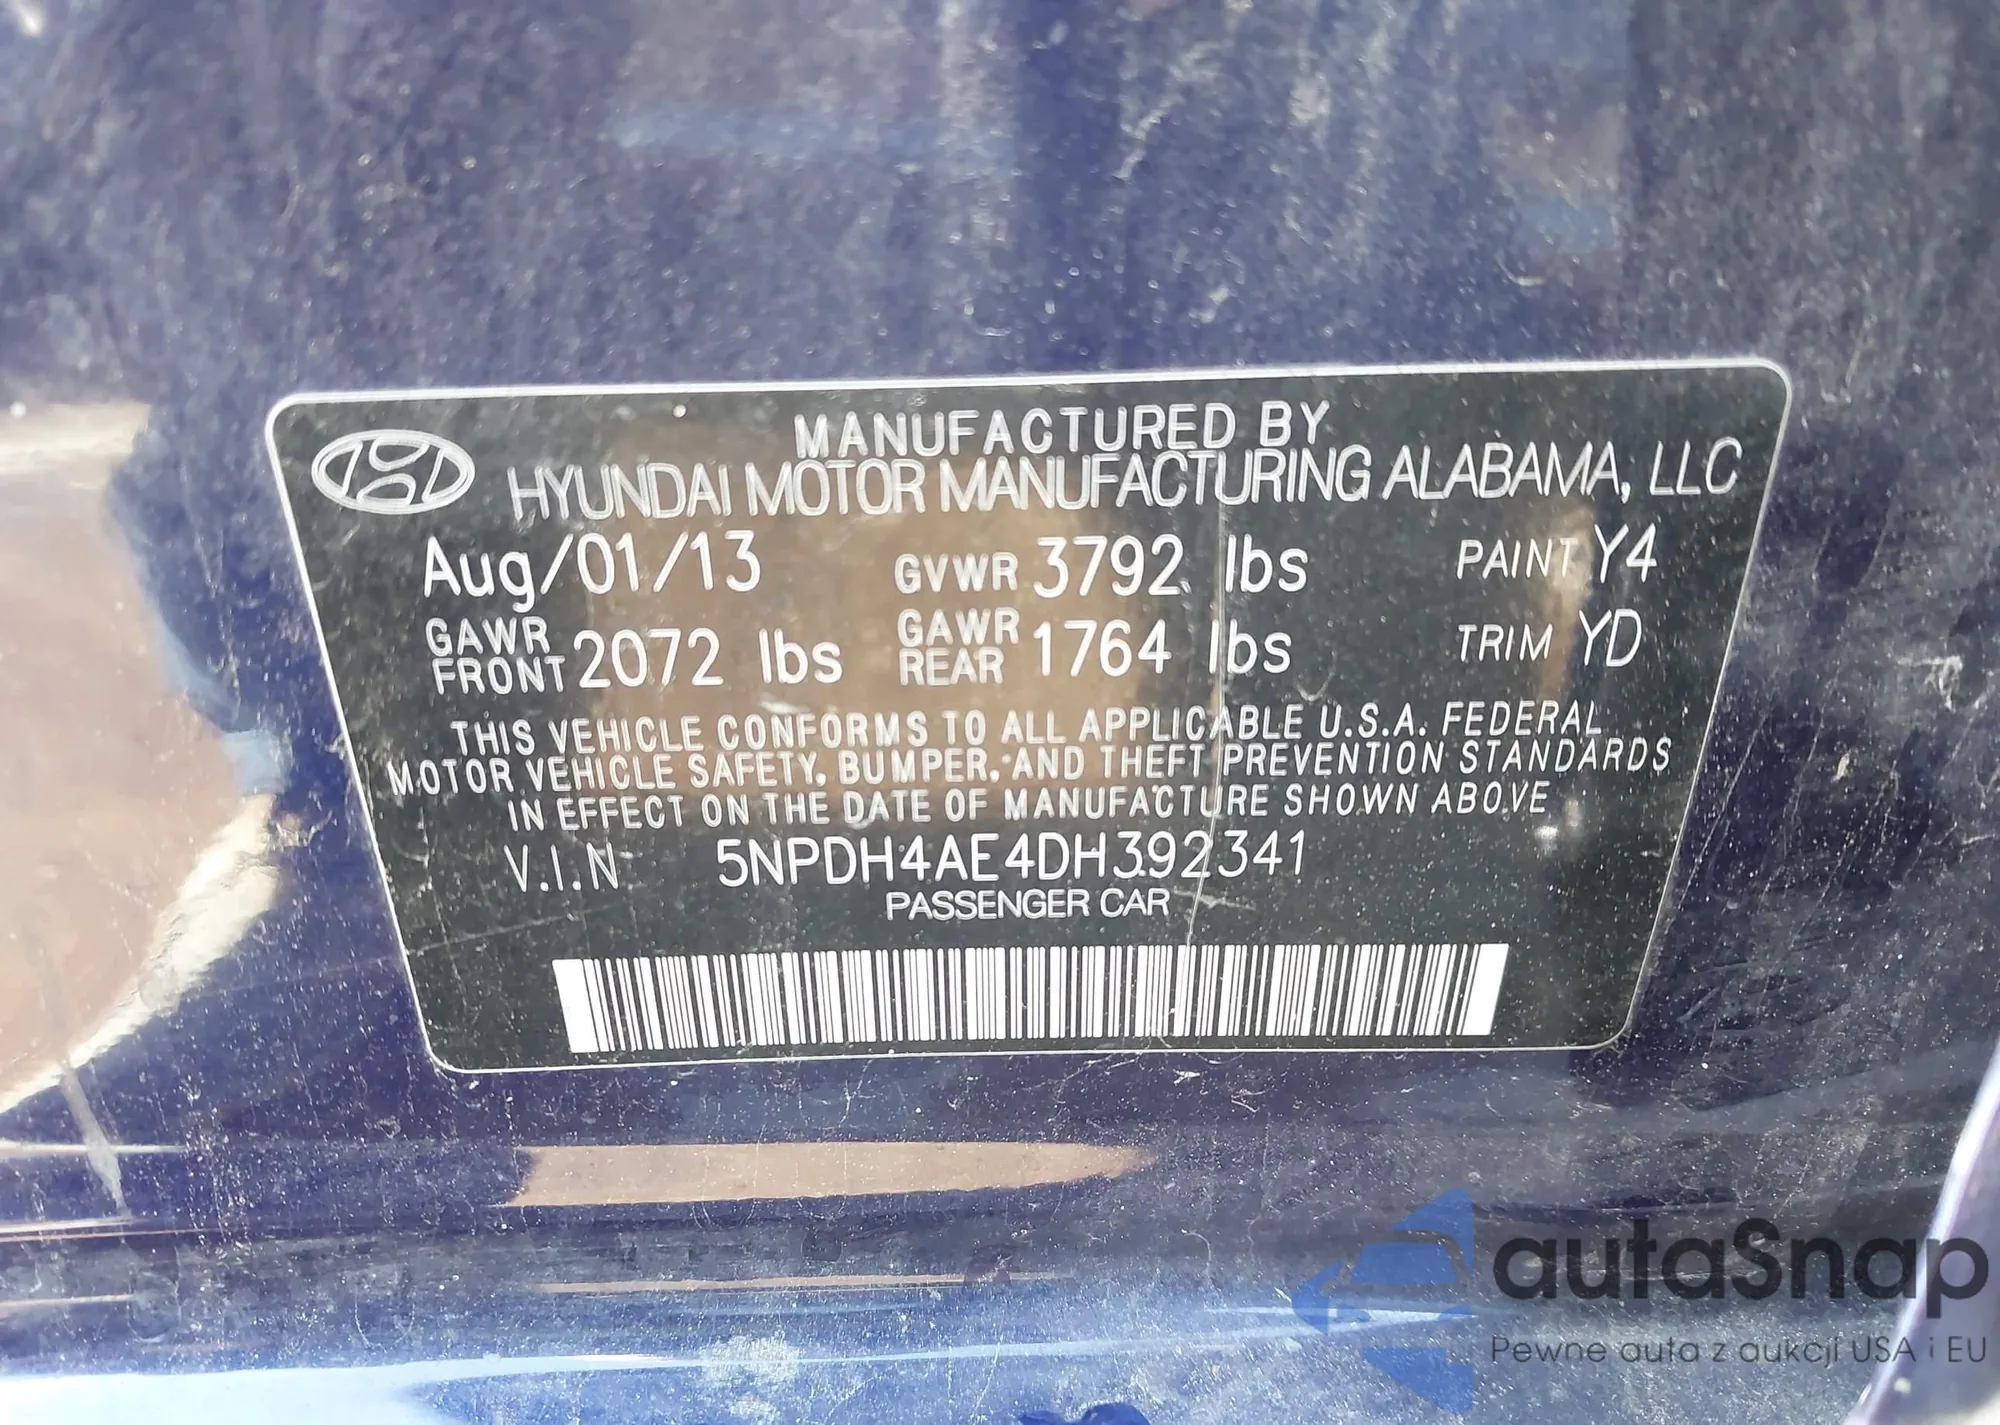 MANUFACTURED BY
HYUNDAI MOTOR MANUFACTURING ALABAMA, LLC
Aug/01/13 GVWR 3792 lbs PAINT Y4
GAWR FRONT 2072 lbs GAWR REAR 1764 lbs TRIM YD
THIS VEHICLE CONFORMS TO ALL APPLICABLE U.S.A. FEDERAL
MOTOR VEHICLE SAFETY, BUMPER, AND THEFT PREVENTION STANDARDS
IN EFFECT ON THE DATE OF MANUFACTURE SHOWN ABOVE
V.I.N 5NPDH4AE4DH392341
PASSENGER CAR
autaSnap
Pewne auta z aukcji USA i EU